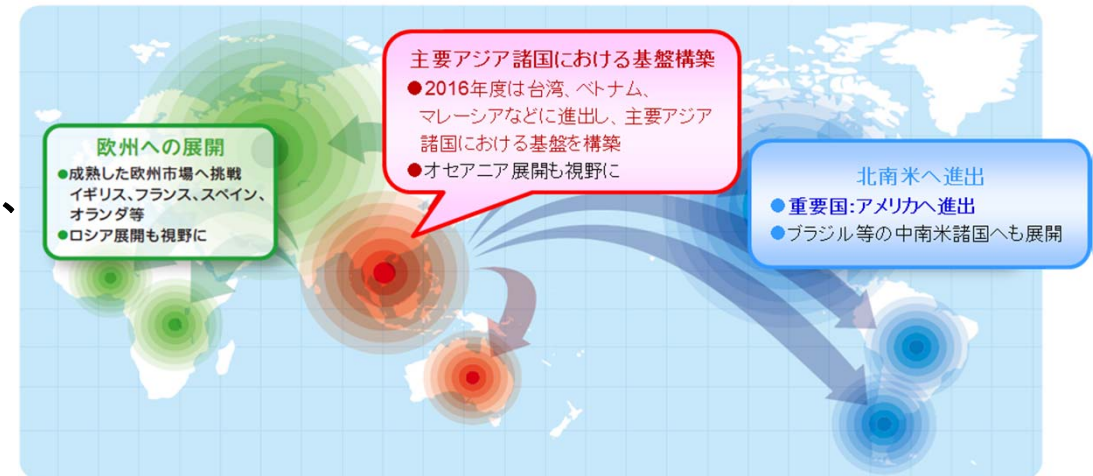 主要アジア諸国における基盤構築
●2016年度は台湾、ベトナム、
マレーシアなどに進出し、主要アジア
諸国における基盤を構築
●オセアニア展開も視野に
欧州への展開
●成熟した欧州市場へ挑戦
イギリス、フランス、スペイン、
オランダ等
●ロシア展開も視野に
北南米へ進出
●重要国:アメリカへ進出
●ブラジル等の中南米諸国へも展開
、